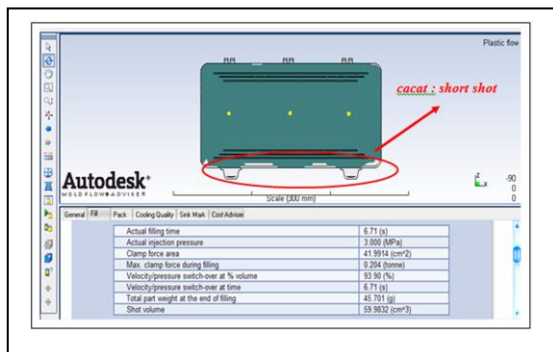 Plastic flow
cacat : short shot
Autodesk®
MOLDFLOW ADVISER
Scale (300 mm)
-90
0
0
General Fill Pack Cooling Quality Sink Mark Cost Advisor
Actual filling time 6.71 (s)
Actual injection pressure 3.000 (MPa)
Clamp force area 41.9914 (cm^2)
Max. clamp force during filling 0.204 (tonne)
Velocity/pressure switch-over at % volume 93.90 (%)
Velocity/pressure switch-over at time 6.71 (s)
Total part weight at the end of filling 45.701 (g)
Shot volume 59.9832 (cm^3)